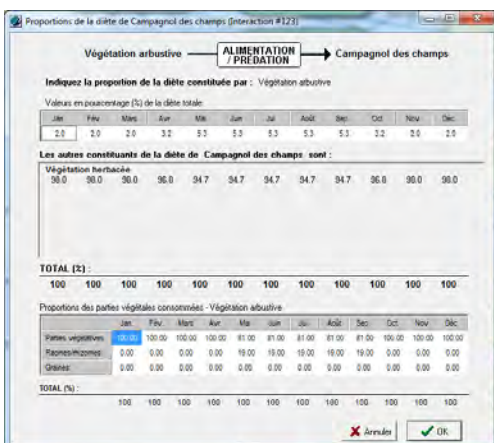 Proportions de la diète de Campagnol des champs (Interaction #123)
Végétation arbustive ALIMENTATION / PRÉDATION Campagnol des champs
Indiquez la proportion de la diète constituée par : Végétation arbustive
Valeurs en pourcentage (%) de la diète totale
Jan Fév Mars Avr Mai Juin Jui Août Sep Oct Nov Déc
2.0 2.0 2.0 3.2 5.3 5.3 5.3 5.3 5.3 3.2 2.0 2.0
Les autres constituants de la diète de Campagnol des champs sont :
Végétation herbacée
98.0 98.0 98.0 96.8 94.7 94.7 94.7 94.7 94.7 96.8 98.0 98.0
TOTAL (%) :
100 100 100 100 100 100 100 100 100 100 100 100
Proportions des parties végétales consommées - Végétation arbustive
Jan Fév Mars Avr Mai Juin Jui Août Sep Oct Nov Déc
Parties végétatives 100.00 100.00 100.00 100.00 81.00 81.00 81.00 81.00 81.00 100.00 100.00 100.00
Racines/rhizomes 0.00 0.00 0.00 0.00 19.00 19.00 19.00 19.00 19.00 0.00 0.00 0.00
Graines 0.00 0.00 0.00 0.00 0.00 0.00 0.00 0.00 0.00 0.00 0.00 0.00
TOTAL (%) :
100 100 100 100 100 100 100 100 100 100 100 100
Annuler OK